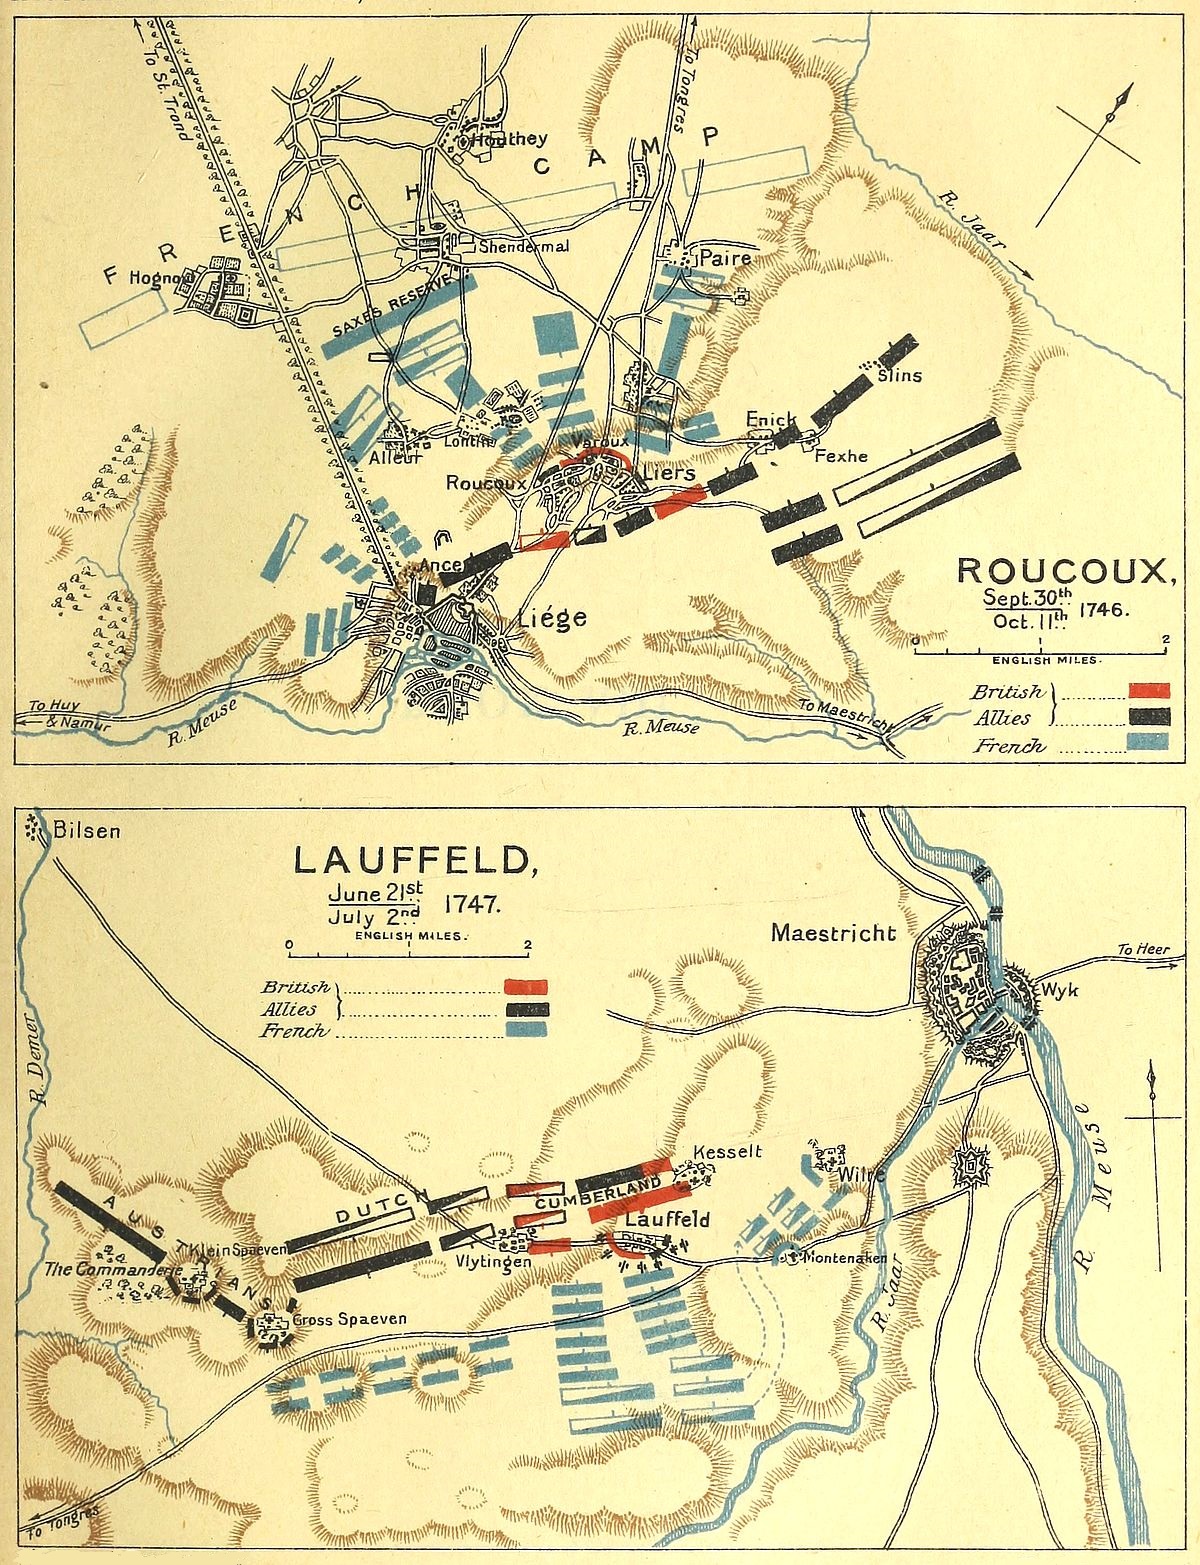 To St. Trond
To Tongres
Houthey
FRENCH CAMP
R. Jaar
Shendermal
Paire
Hognou
SAXE'S RESERVE
Slins
Enick
Lontin
Varoux
Alleur
Fexhe
Liers
Roucoux
Ance
ROUCOUX,
Sept. 30th
Oct. 11th 1746.
Liége
0 2
ENGLISH MILES.
British
Allies
French
To Huy
& Namur
R. Meuse
R. Meuse
To Maestricht
Bilsen
LAUFFELD,
June 21st
July 2nd 1747.
ENGLISH MILES.
0 2
Maestricht
To Heer
Wyk
British
Allies
French
R. Demer
R. Meuse
Kesselt
Wilre
CUMBERLAND
DUTCH
AUSTRIANS
Lauffeld
Klein Spaeven
Vlytingen
Montenaken
The Commanderie
R. Jaar
Gross Spaeven
To Tongres